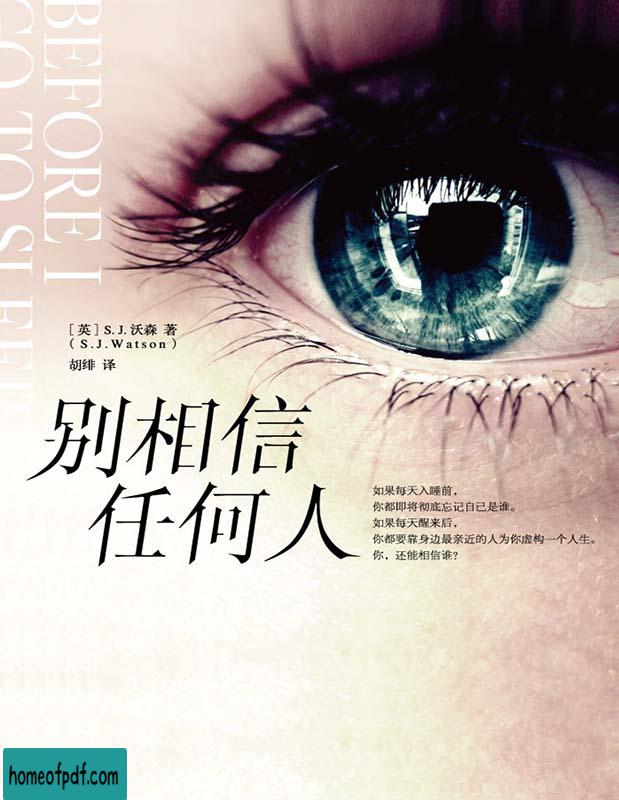 BEFORE I
GO TO SLEEP
[英] S.J.沃森 著
(S.J.Watson)
胡绯 译
别相信
任何人
如果每天入睡前,
你都即将彻底忘记自己是谁。
如果每天醒来后,
你都要靠身边最亲近的人为你虚构一个人生。
你,还能相信谁?
homeofpdf.com